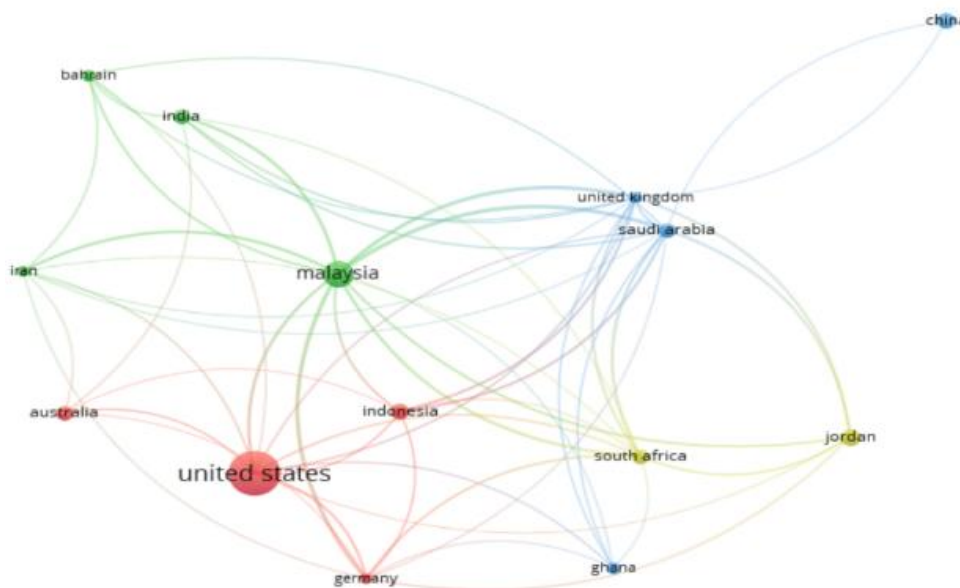 china
bahrain
india
united kingdom
saudi arabia
iran
malaysia
australia
indonesia
jordan
south africa
united states
ghana
germany